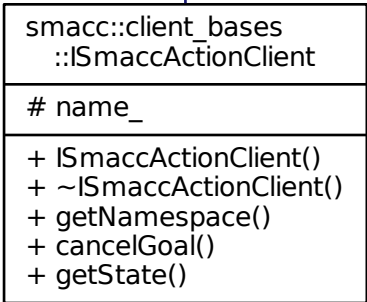 smacc::client_bases
::ISmaccActionClient
# name_
+ ISmaccActionClient()
+ ~ISmaccActionClient()
+ getNamespace()
+ cancelGoal()
+ getState()